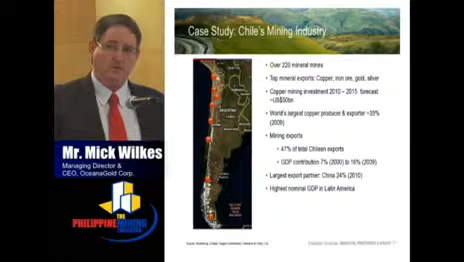 Case Study: Chile's Mining Industry
Over 220 mineral mines
Top mineral exports: Copper, iron ore, gold, silver
Copper mining investment 2010 – 2015 forecast:
~US$50bn
World's largest copper producer & exporter ~35%
(2009)
Mining exports
47% of total Chilean exports
GDP contribution 7% (2000) to 16% (2009)
Largest export partner: China 24% (2010)
Highest nominal GDP in Latin America
Mr. Mick Wilkes
Managing Director &
CEO, OceanaGold Corp.
THE
PHILIPPINE MINING